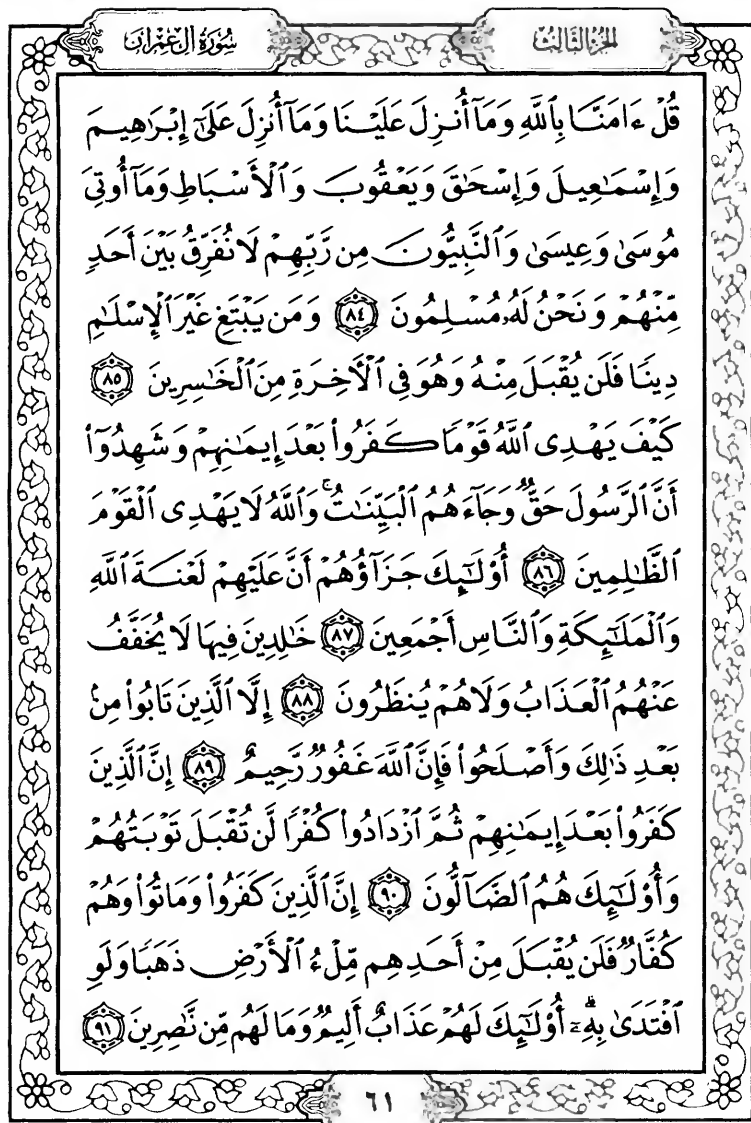 سُورَةُ آلِ عِمْرَانَ
الجُزْءُ الثَّالِثُ
قُلْ ءَامَنَّا بِٱللَّهِ وَمَآ أُنزِلَ عَلَيْنَا وَمَآ أُنزِلَ عَلَىٰٓ إِبْرَٰهِيمَ
وَإِسْمَٰعِيلَ وَإِسْحَٰقَ وَيَعْقُوبَ وَٱلْأَسْبَاطِ وَمَآ أُوتِىَ
مُوسَىٰ وَعِيسَىٰ وَٱلنَّبِيُّونَ مِن رَّبِّهِمْ لَا نُفَرِّقُ بَيْنَ أَحَدٍ
مِّنْهُمْ وَنَحْنُ لَهُۥ مُسْلِمُونَ ٨٤ وَمَن يَبْتَغِ غَيْرَ ٱلْإِسْلَٰمِ
دِينًا فَلَن يُقْبَلَ مِنْهُ وَهُوَ فِى ٱلْأَخِرَةِ مِنَ ٱلْخَٰسِرِينَ ٨٥
كَيْفَ يَهْدِى ٱللَّهُ قَوْمًا كَفَرُوا۟ بَعْدَ إِيمَٰنِهِمْ وَشَهِدُوٓا۟
أَنَّ ٱلرَّسُولَ حَقٌّ وَجَآءَهُمُ ٱلْبَيِّنَٰتُ ۚ وَٱللَّهُ لَا يَهْدِى ٱلْقَوْمَ
ٱلظَّٰلِمِينَ ٨٦ أُو۟لَٰٓئِكَ جَزَآؤُهُمْ أَنَّ عَلَيْهِمْ لَعْنَةَ ٱللَّهِ
وَٱلْمَلَٰٓئِكَةِ وَٱلنَّاسِ أَجْمَعِينَ ٨٧ خَٰلِدِينَ فِيهَا لَا يُخَفَّفُ
عَنْهُمُ ٱلْعَذَابُ وَلَا هُمْ يُنظَرُونَ ٨٨ إِلَّا ٱلَّذِينَ تَابُوا۟ مِنۢ
بَعْدِ ذَٰلِكَ وَأَصْلَحُوا۟ فَإِنَّ ٱللَّهَ غَفُورٌ رَّحِيمٌ ٨٩ إِنَّ ٱلَّذِينَ
كَفَرُوا۟ بَعْدَ إِيمَٰنِهِمْ ثُمَّ ٱزْدَادُوا۟ كُفْرًا لَّن تُقْبَلَ تَوْبَتُهُمْ
وَأُو۟لَٰٓئِكَ هُمُ ٱلضَّآلُّونَ ٩٠ إِنَّ ٱلَّذِينَ كَفَرُوا۟ وَمَاتُوا۟ وَهُمْ
كُفَّارٌ فَلَن يُقْبَلَ مِنْ أَحَدِهِم مِّلْءُ ٱلْأَرْضِ ذَهَبًا وَلَوِ
ٱفْتَدَىٰ بِهِۦٓ ۗ أُو۟لَٰٓئِكَ لَهُمْ عَذَابٌ أَلِيمٌ وَمَا لَهُم مِّن نَّٰصِرِينَ ٩١
٦١